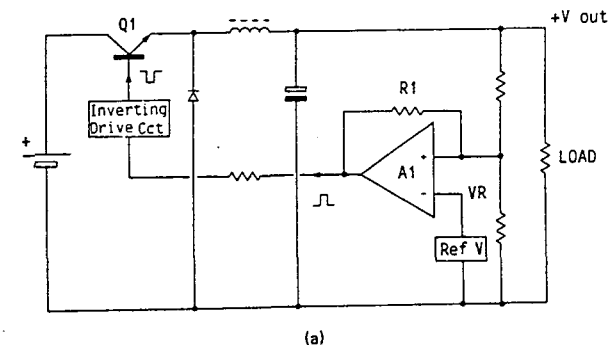 +V out
Q1
Inverting
Drive Cct
R1
+
+
A1
-
VR
LOAD
Ref V
(a)